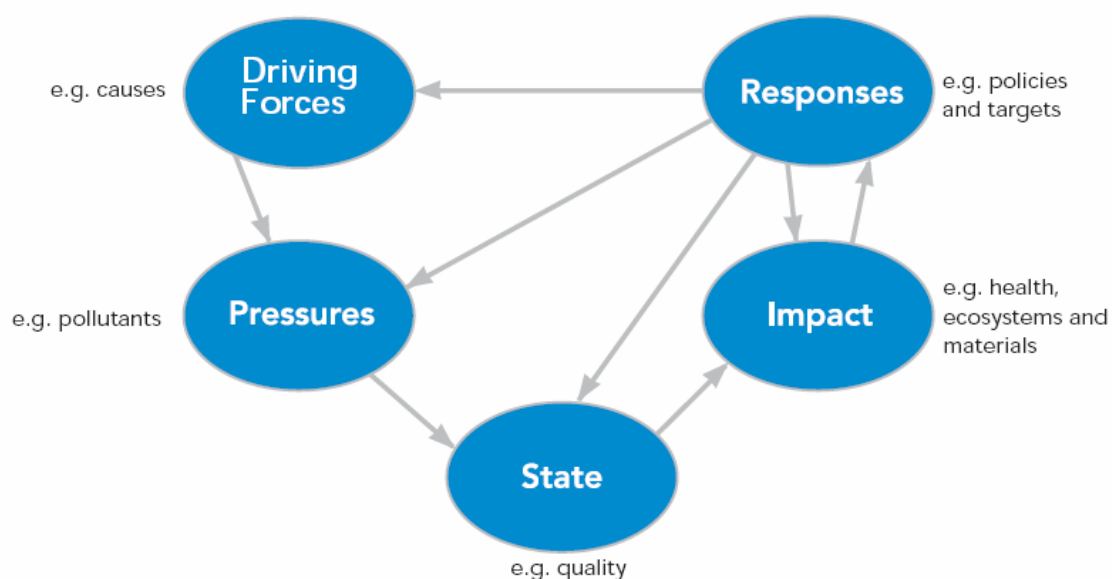 Driving
Forces
e.g. causes
Responses
e.g. policies
and targets
Pressures
e.g. pollutants
Impact
e.g. health,
ecosystems and
materials
State
e.g. quality